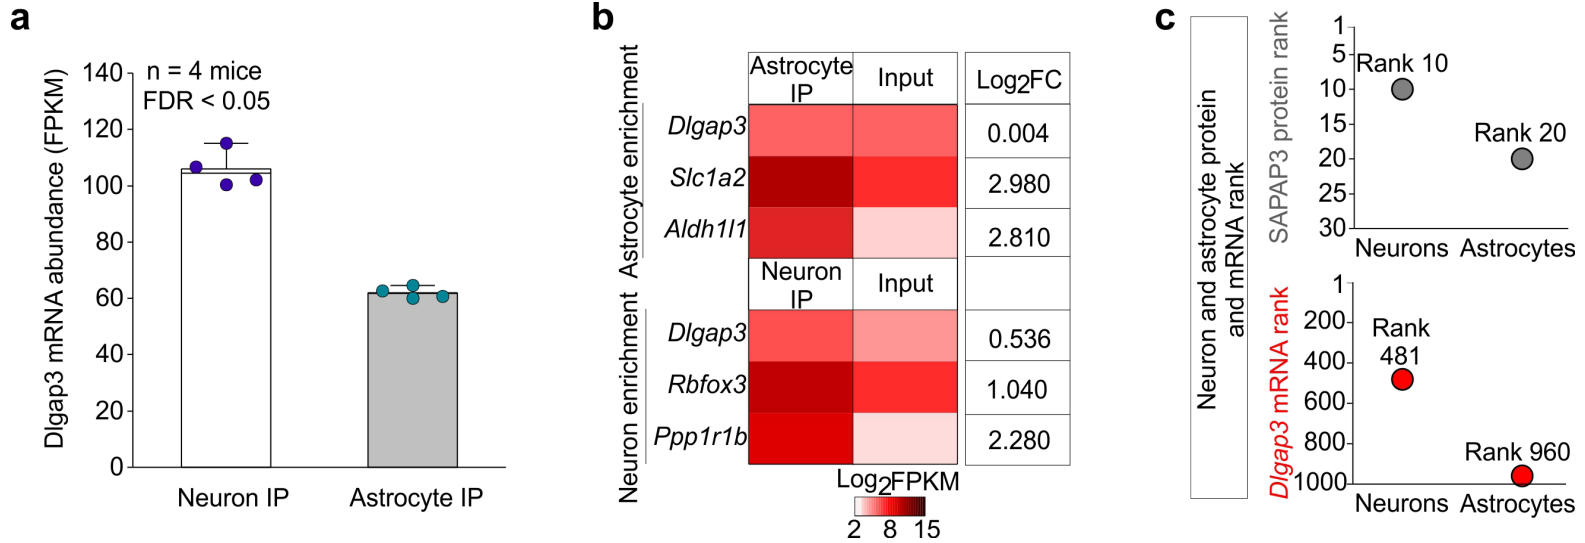 a
Dlgap3 mRNA abundance (FPKM)
140
120
100
80
60
40
20
0
n = 4 mice
FDR < 0.05
Neuron IP
Astrocyte IP
b
Astrocyte enrichment
Neuron enrichment
Astrocyte IP
Input
Log2FC
Dlgap3
0.004
Slc1a2
2.980
Aldh1l1
2.810
Neuron IP
Input
Dlgap3
0.536
Rbfox3
1.040
Ppp1r1b
2.280
Log2FPKM
2 8 15
c
Neuron and astrocyte protein
and mRNA rank
SAPAP3 protein rank
1
5
10
15
20
25
30
Rank 10
Rank 20
Neurons Astrocytes
Dlgap3 mRNA rank
1
200
400
600
800
1000
Rank
481
Rank 960
Neurons Astrocytes